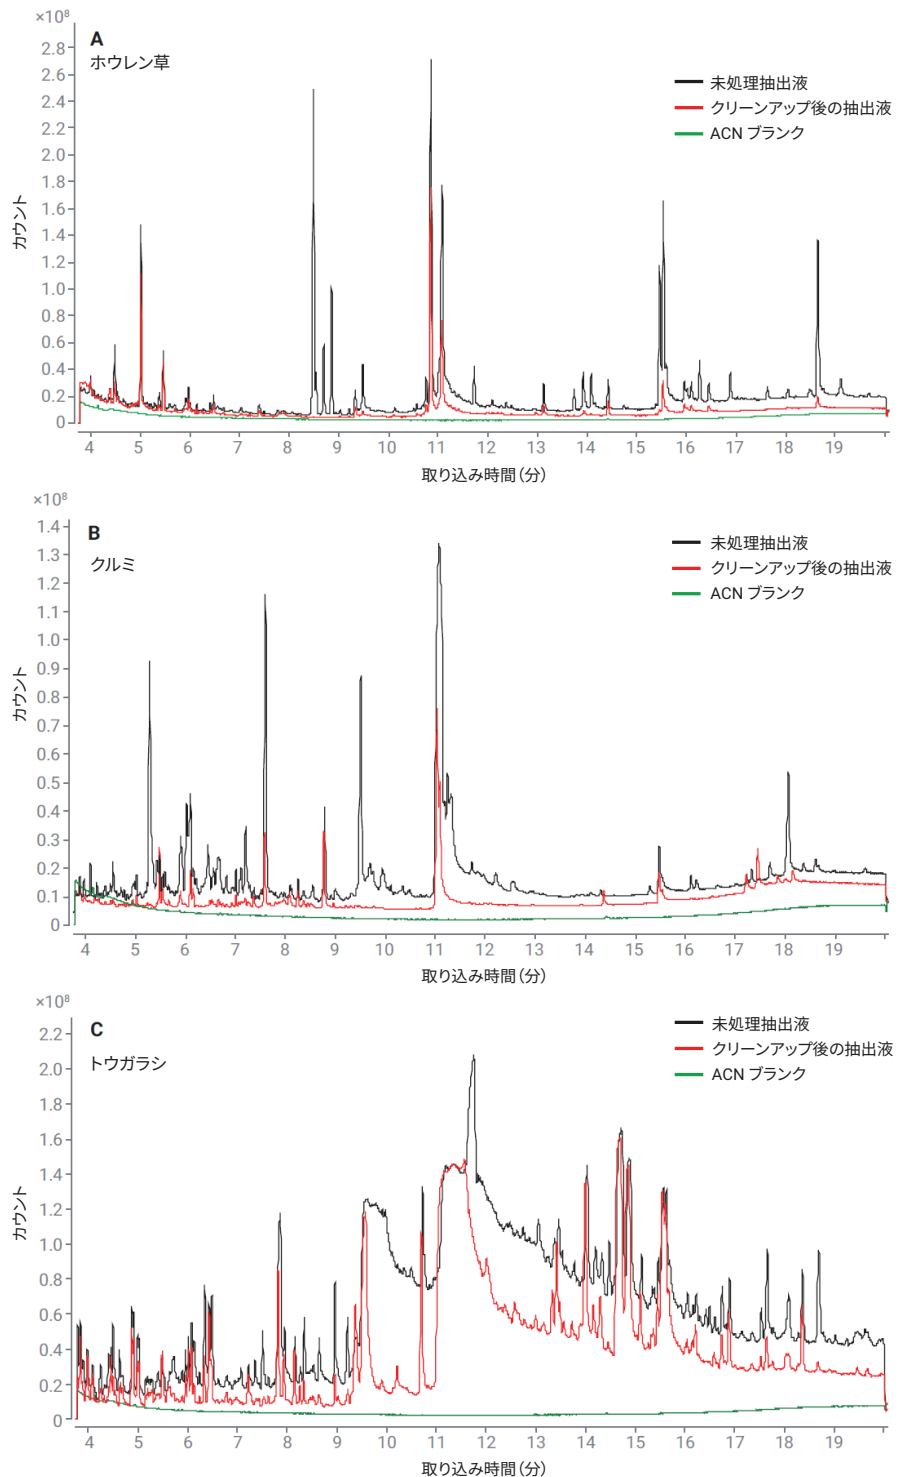 ×10⁸
A
ホウレン草
未処理抽出液
クリーンアップ後の抽出液
ACN ブランク
2.8
2.6
2.4
2.2
2.0
1.8
1.6
1.4
1.2
1.0
0.8
0.6
0.4
0.2
0
カウント
4 5 6 7 8 9 10 11 12 13 14 15 16 17 18 19
取り込み時間（分）
×10⁸
B
クルミ
未処理抽出液
クリーンアップ後の抽出液
ACN ブランク
1.4
1.3
1.2
1.1
1.0
0.9
0.8
0.7
0.6
0.5
0.4
0.3
0.2
0.1
0
カウント
4 5 6 7 8 9 10 11 12 13 14 15 16 17 18 19
取り込み時間（分）
×10⁸
C
トウガラシ
未処理抽出液
クリーンアップ後の抽出液
ACN ブランク
2.2
2.0
1.8
1.6
1.4
1.2
1.0
0.8
0.6
0.4
0.2
0
カウント
4 5 6 7 8 9 10 11 12 13 14 15 16 17 18 19
取り込み時間（分）